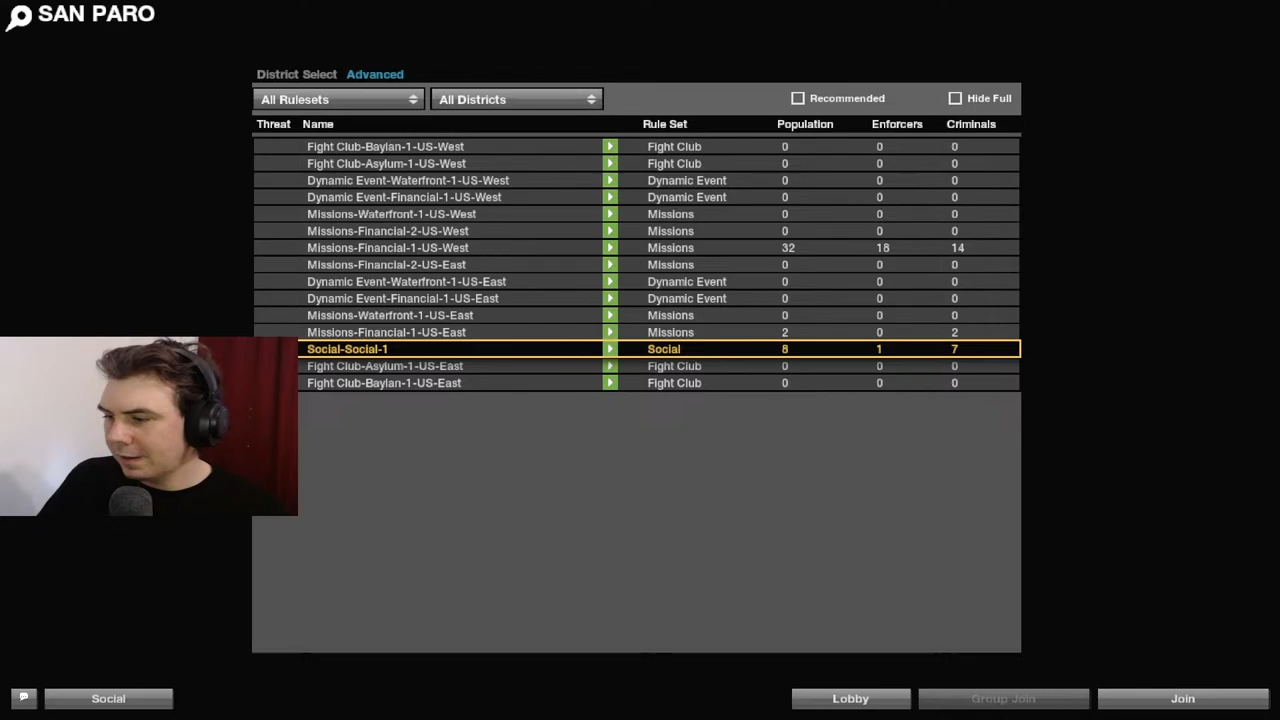 SAN PARO
District Select Advanced
All Rulesets All Districts Recommended Hide Full
Threat Name Rule Set Population Enforcers Criminals
Fight Club-Baylan-1-US-West Fight Club 0 0 0
Fight Club-Asylum-1-US-West Fight Club 0 0 0
Dynamic Event-Waterfront-1-US-West Dynamic Event 0 0 0
Dynamic Event-Financial-1-US-West Dynamic Event 0 0 0
Missions-Waterfront-1-US-West Missions 0 0 0
Missions-Financial-2-US-West Missions 0 0 0
Missions-Financial-1-US-West Missions 32 18 14
Missions-Financial-2-US-East Missions 0 0 0
Dynamic Event-Waterfront-1-US-East Dynamic Event 0 0 0
Dynamic Event-Financial-1-US-East Dynamic Event 0 0 0
Missions-Waterfront-1-US-East Missions 0 0 0
Missions-Financial-1-US-East Missions 2 0 2
Social-Social-1 Social 8 1 7
Fight Club-Asylum-1-US-East Fight Club 0 0 0
Fight Club-Baylan-1-US-East Fight Club 0 0 0
Social Lobby Group Join Join